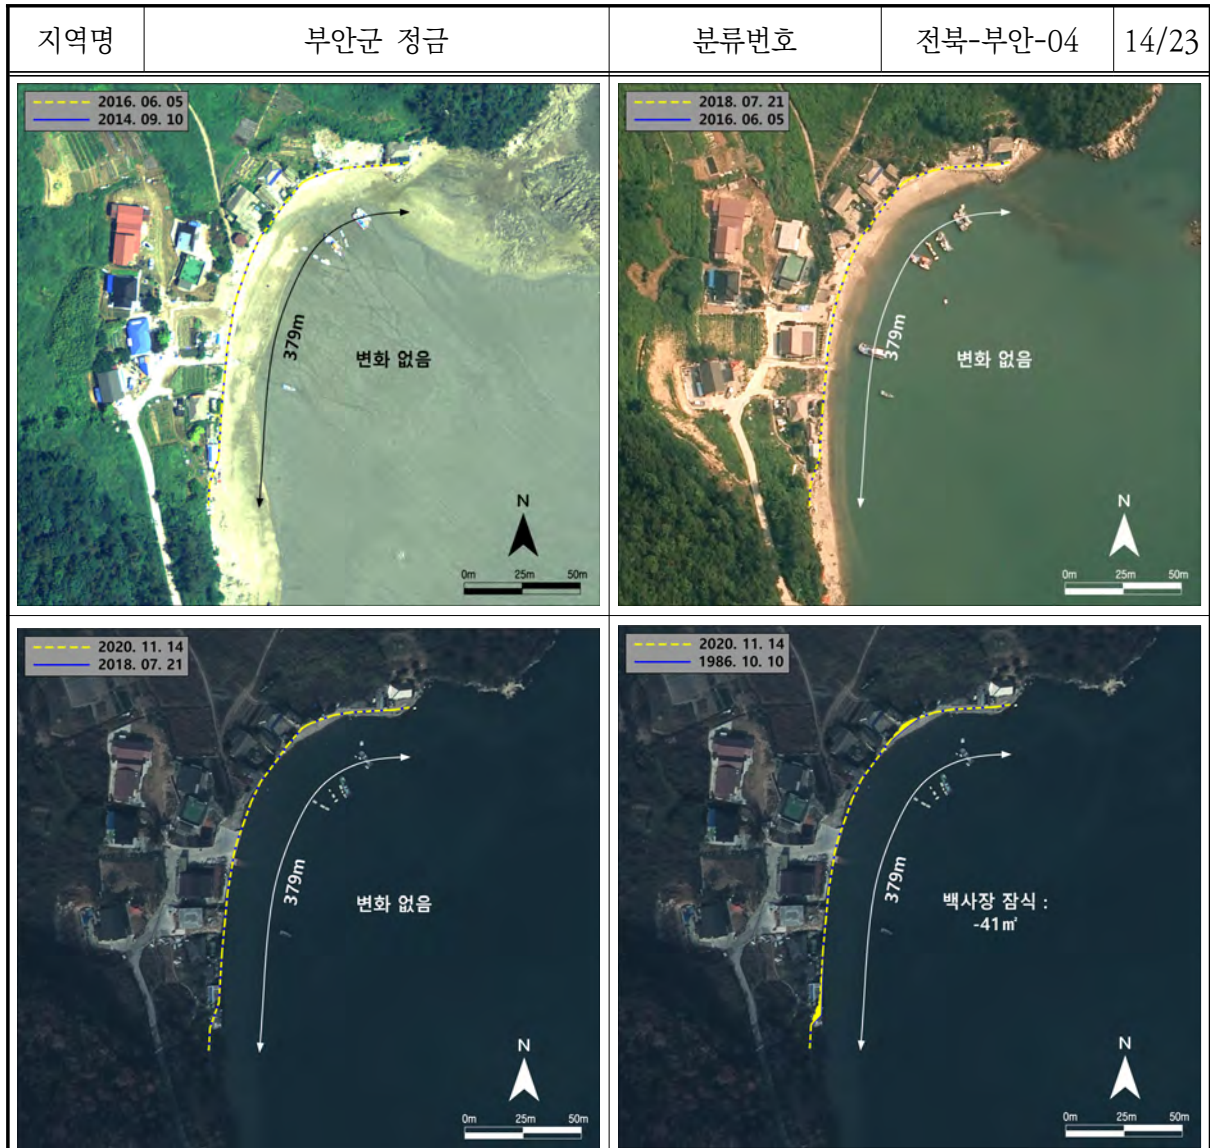 지역명 부안군 정금 분류번호 전북-부안-04 14/23
2016. 06. 05
2014. 09. 10
379m
변화 없음
N
0m 25m 50m
2018. 07. 21
2016. 06. 05
379m
변화 없음
N
0m 25m 50m
2020. 11. 14
2018. 07. 21
379m
변화 없음
N
0m 25m 50m
2020. 11. 14
1986. 10. 10
379m
백사장 잠식 :
-41㎡
N
0m 25m 50m